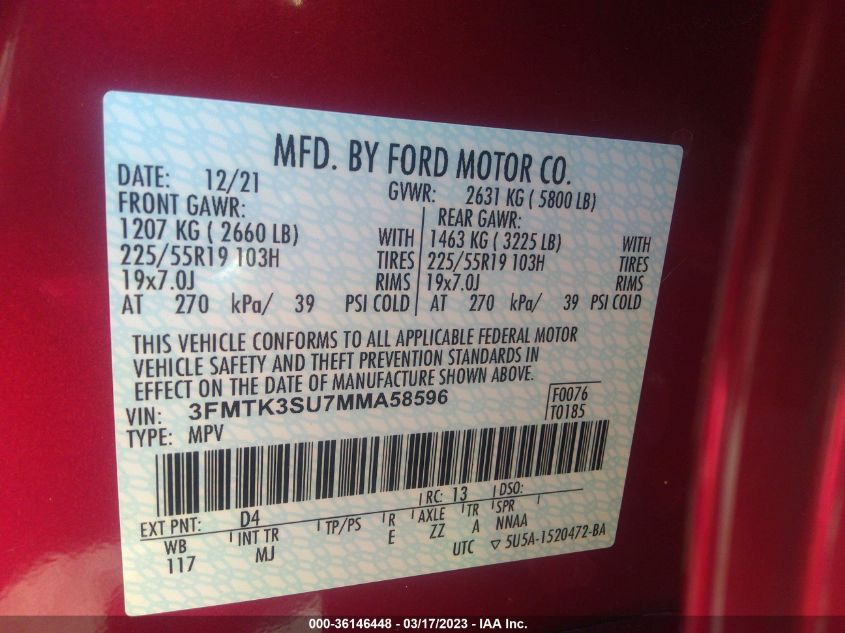 MFD. BY FORD MOTOR CO.
DATE: 12/21 GVWR: 2631 KG ( 5800 LB)
FRONT GAWR: REAR GAWR:
1207 KG ( 2660 LB) WITH 1463 KG ( 3225 LB) WITH
225/55R19 103H TIRES 225/55R19 103H TIRES
19x7.0J RIMS 19x7.0J RIMS
AT 270 kPa/ 39 PSI COLD AT 270 kPa/ 39 PSI COLD
THIS VEHICLE CONFORMS TO ALL APPLICABLE FEDERAL MOTOR
VEHICLE SAFETY AND THEFT PREVENTION STANDARDS IN
EFFECT ON THE DATE OF MANUFACTURE SHOWN ABOVE.
VIN: 3FMTK3SU7MMA58596 F0076
TYPE: MPV T0185
EXT PNT: D4 RC: 13 DSO:
WB INT TR TP/PS R AXLE TR SPR
117 MJ E ZZ A NNAA
UTC ▽ 5U5A-1520472-BA
000-36146448 - 03/17/2023 - IAA Inc.